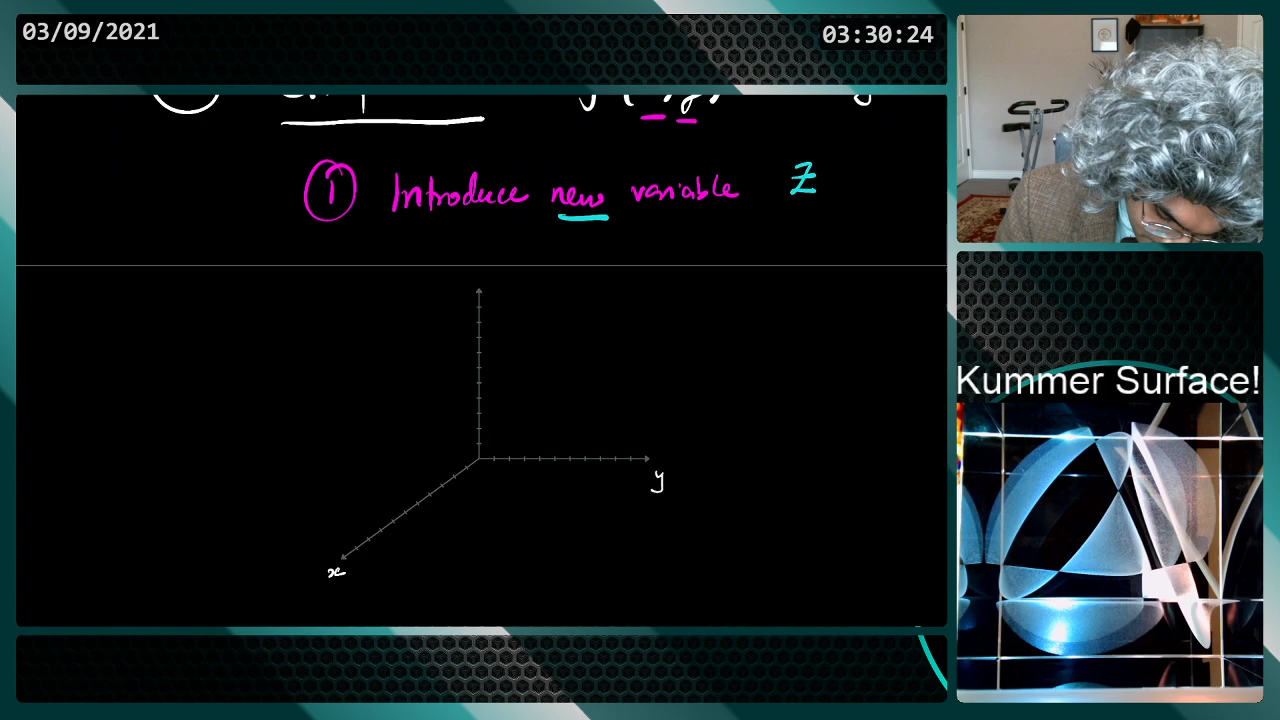 03/09/2021
03:30:24
① Introduce new variable Z
y
x
Kummer Surface!